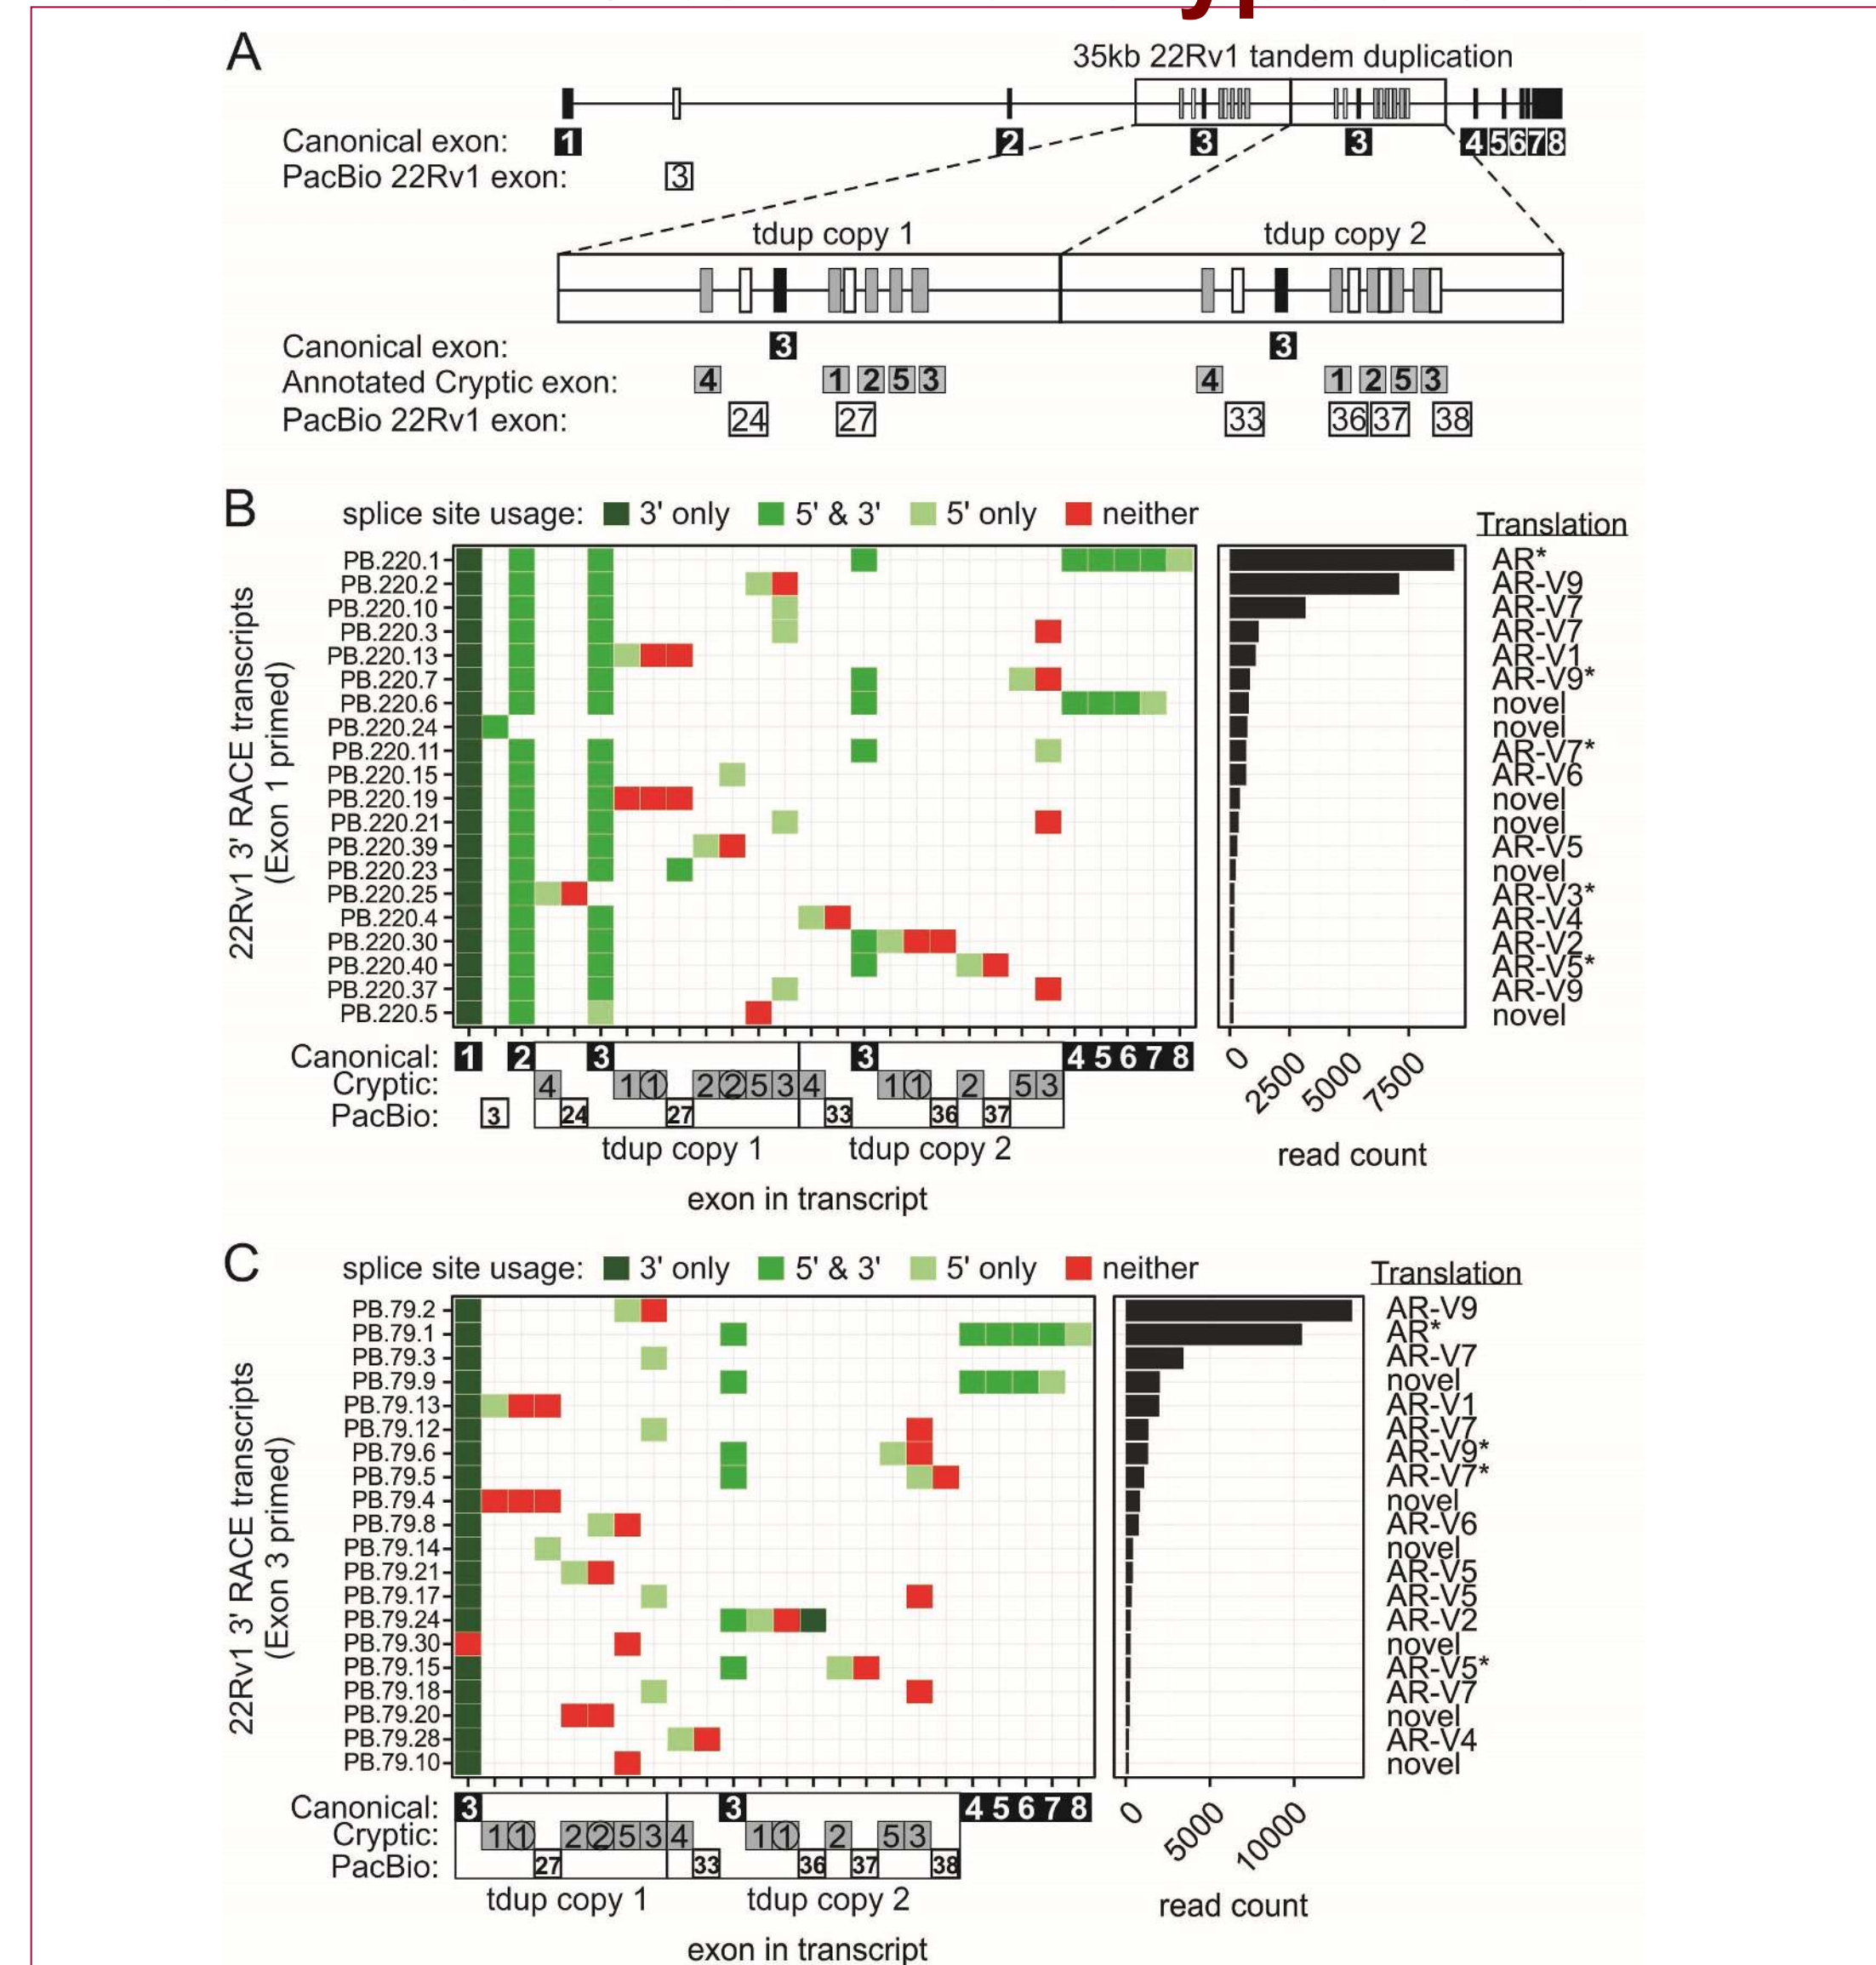 A
35kb 22Rv1 tandem duplication
Canonical exon: 1 2 3 3 4 5 6 7 8
PacBio 22Rv1 exon: 3
tdup copy 1 tdup copy 2
Canonical exon: 3 3
Annotated Cryptic exon: 4 1 2 5 3 4 1 2 5 3
PacBio 22Rv1 exon: 24 27 33 36 37 38
B
splice site usage: 3' only 5' & 3' 5' only neither
Translation
22Rv1 3' RACE transcripts
(Exon 1 primed)
PB.220.1 AR*
PB.220.2 AR-V9
PB.220.10 AR-V7
PB.220.3 AR-V7
PB.220.13 AR-V1
PB.220.7 AR-V9*
PB.220.6 novel
PB.220.24 novel
PB.220.11 AR-V7*
PB.220.15 AR-V6
PB.220.19 novel
PB.220.21 novel
PB.220.39 AR-V5
PB.220.23 novel
PB.220.25 AR-V3*
PB.220.4 AR-V4
PB.220.30 AR-V2
PB.220.40 AR-V5*
PB.220.37 AR-V9
PB.220.5 novel
Canonical: 1 2 3 3 4 5 6 7 8
Cryptic: 4 1 1 2 2 5 3 4 1 1 2 5 3
PacBio: 3 24 27 33 36 37
tdup copy 1 tdup copy 2
exon in transcript
0 2500 5000 7500
read count
C
splice site usage: 3' only 5' & 3' 5' only neither
Translation
22Rv1 3' RACE transcripts
(Exon 3 primed)
PB.79.2 AR-V9
PB.79.1 AR*
PB.79.3 AR-V7
PB.79.9 novel
PB.79.13 AR-V1
PB.79.12 AR-V7
PB.79.6 AR-V9*
PB.79.5 AR-V7*
PB.79.4 novel
PB.79.8 AR-V6
PB.79.14 novel
PB.79.21 AR-V5
PB.79.17 AR-V5
PB.79.24 AR-V2
PB.79.30 novel
PB.79.15 AR-V5*
PB.79.18 AR-V7
PB.79.20 novel
PB.79.28 AR-V4
PB.79.10 novel
Canonical: 3 3 4 5 6 7 8
Cryptic: 1 1 2 2 5 3 4 1 1 2 5 3
PacBio: 27 33 36 37 38
tdup copy 1 tdup copy 2
exon in transcript
0 5000 10000
read count